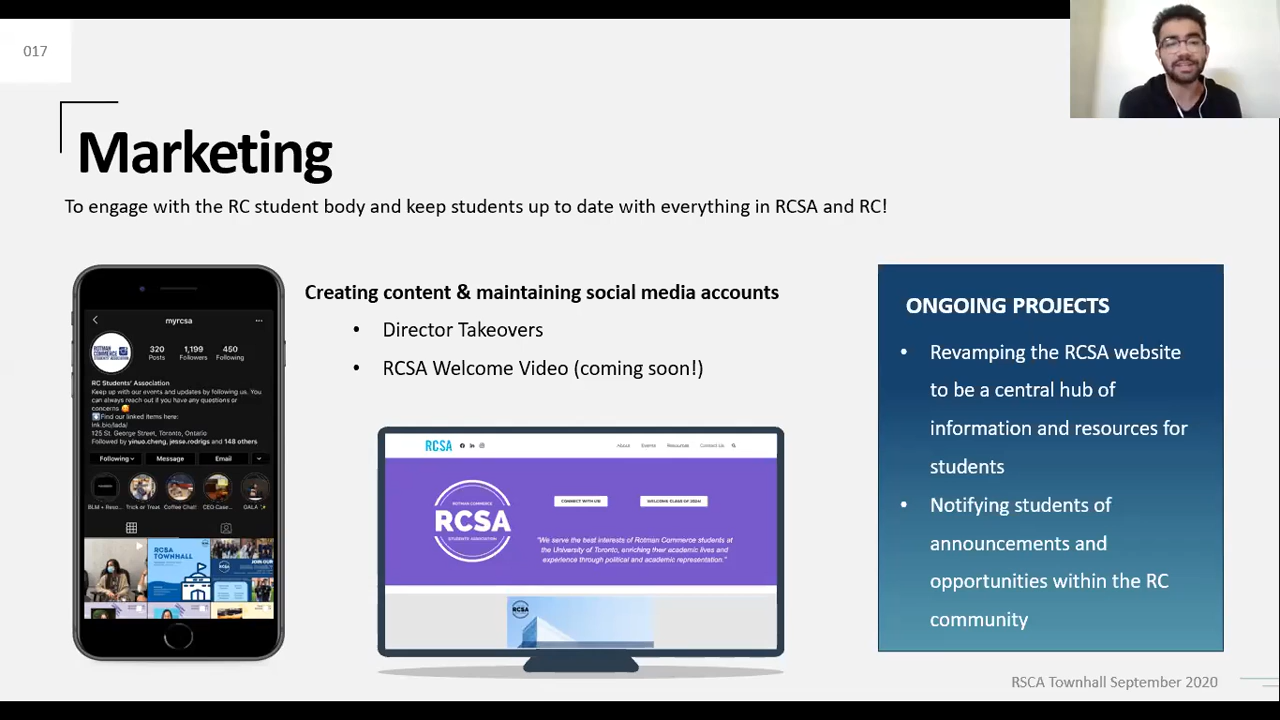 017
Marketing
To engage with the RC student body and keep students up to date with everything in RCSA and RC!
myrcsa
320 1,199 450
Posts Followers Following
ROTMAN
COMMERCE
RC Students' Association
Keep up with our events and updates by following us. You
can always reach out if you have any questions or
concerns
Find our linked items here:
lnk.bio/Iada/
125 St. George Street, Toronto, Ontario
Followed by yinuo.cheng, jesse.rodrigs and 148 others
Following Message Email
BLM + Reso... Trick or Treat Coffee Chat! CEO Case... GALA
RCSA
TOWNHALL
JOIN OUR
Creating content & maintaining social media accounts
• Director Takeovers
• RCSA Welcome Video (coming soon!)
RCSA
About Events Resources Contact Us
ROTMAN COMMERCE
RCSA
STUDENTS ASSOCIATION
CONNECT WITH US! WELCOME CLASS OF 2024!
"We serve the best interests of Rotman Commerce students at
the University of Toronto, enriching their academic lives and
experience through political and academic representation."
RCSA
ONGOING PROJECTS
• Revamping the RCSA website
to be a central hub of
information and resources for
students
• Notifying students of
announcements and
opportunities within the RC
community
RSCA Townhall September 2020